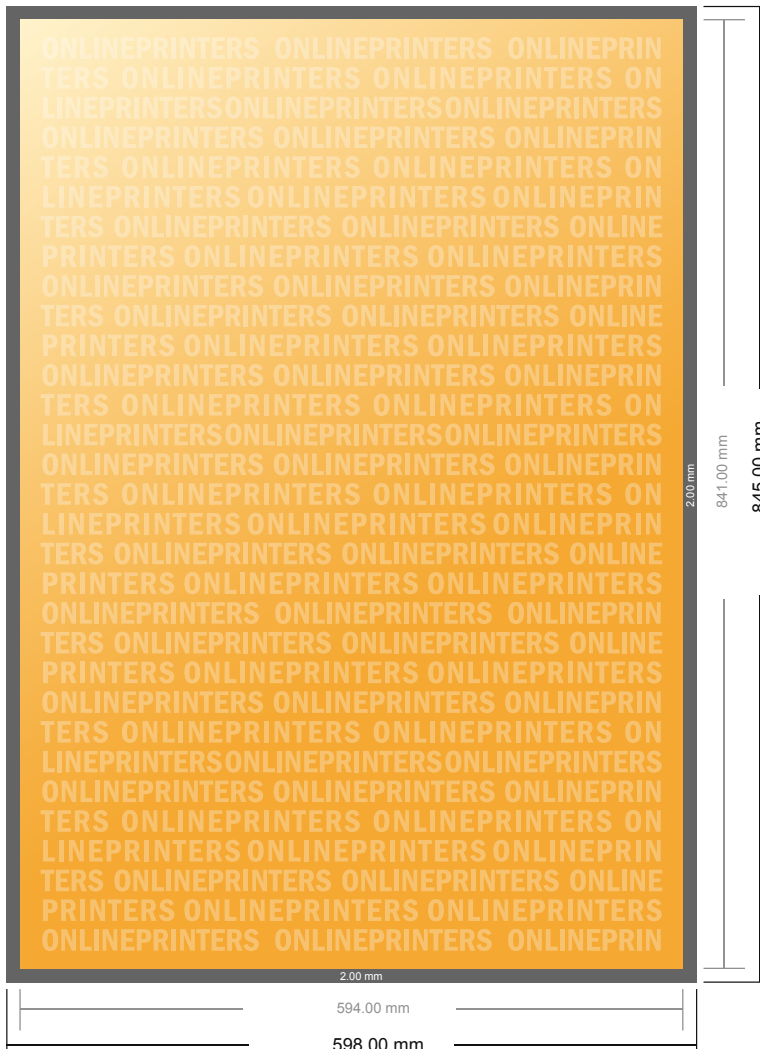 ONLINEPRINTERS ONLINEPRINTERS ONLINEPRIN
TERS ONLINEPRINTERS ONLINEPRINTERS ON
LINEPRINTERSONLINEPRINTERSONLINEPRINTERS
ONLINEPRINTERS ONLINEPRINTERS ONLINEPRIN
TERS ONLINEPRINTERS ONLINEPRINTERS ON
LINEPRINTERS ONLINEPRINTERS ONLINEPRIN
TERS ONLINEPRINTERS ONLINEPRINTERS ONLINE
PRINTERS ONLINEPRINTERS ONLINEPRINTERS
ONLINEPRINTERS ONLINEPRINTERS ONLINEPRIN
TERS ONLINEPRINTERS ONLINEPRINTERS ONLINE
PRINTERS ONLINEPRINTERS ONLINEPRINTERS
ONLINEPRINTERS ONLINEPRINTERS ONLINEPRIN
TERS ONLINEPRINTERS ONLINEPRINTERS ON
LINEPRINTERSONLINEPRINTERSONLINEPRINTERS
ONLINEPRINTERS ONLINEPRINTERS ONLINEPRIN
TERS ONLINEPRINTERS ONLINEPRINTERS ON
LINEPRINTERS ONLINEPRINTERS ONLINEPRIN
TERS ONLINEPRINTERS ONLINEPRINTERS ONLINE
PRINTERS ONLINEPRINTERS ONLINEPRINTERS
ONLINEPRINTERS ONLINEPRINTERS ONLINEPRIN
TERS ONLINEPRINTERS ONLINEPRINTERS ONLINE
PRINTERS ONLINEPRINTERS ONLINEPRINTERS
ONLINEPRINTERS ONLINEPRINTERS ONLINEPRIN
TERS ONLINEPRINTERS ONLINEPRINTERS ON
LINEPRINTERSONLINEPRINTERSONLINEPRINTERS
ONLINEPRINTERS ONLINEPRINTERS ONLINEPRIN
TERS ONLINEPRINTERS ONLINEPRINTERS ON
LINEPRINTERS ONLINEPRINTERS ONLINEPRIN
TERS ONLINEPRINTERS ONLINEPRINTERS ONLINE
PRINTERS ONLINEPRINTERS ONLINEPRINTERS
ONLINEPRINTERS ONLINEPRINTERS ONLINEPRIN
2.00 mm
841.00 mm
845.00 mm
2.00 mm
594.00 mm
598.00 mm